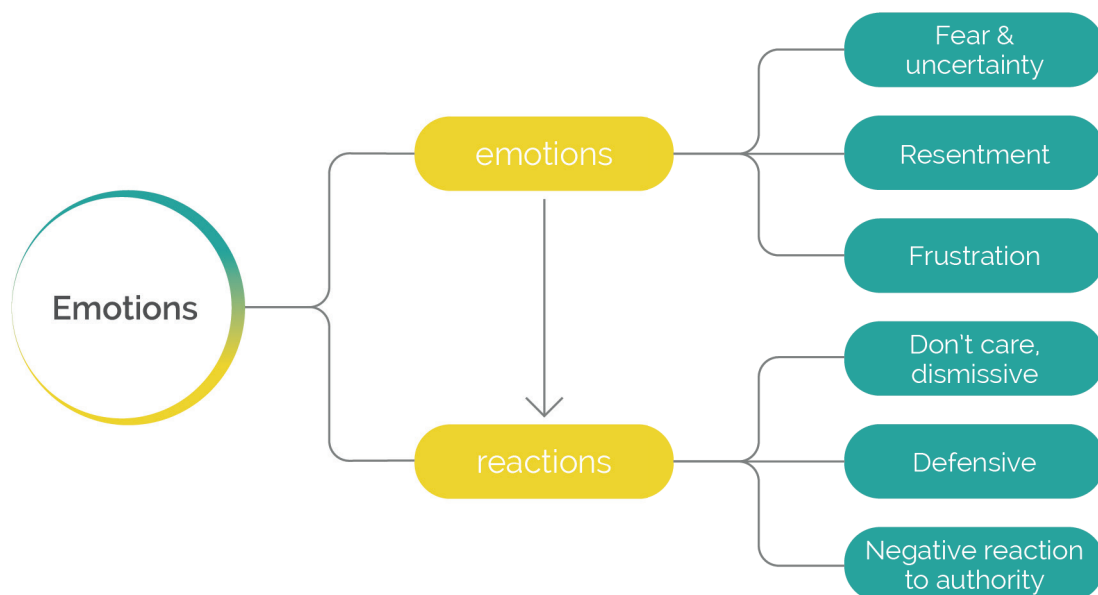 Emotions
emotions
Fear &
uncertainty
Resentment
Frustration
reactions
Don't care,
dismissive
Defensive
Negative reaction
to authority